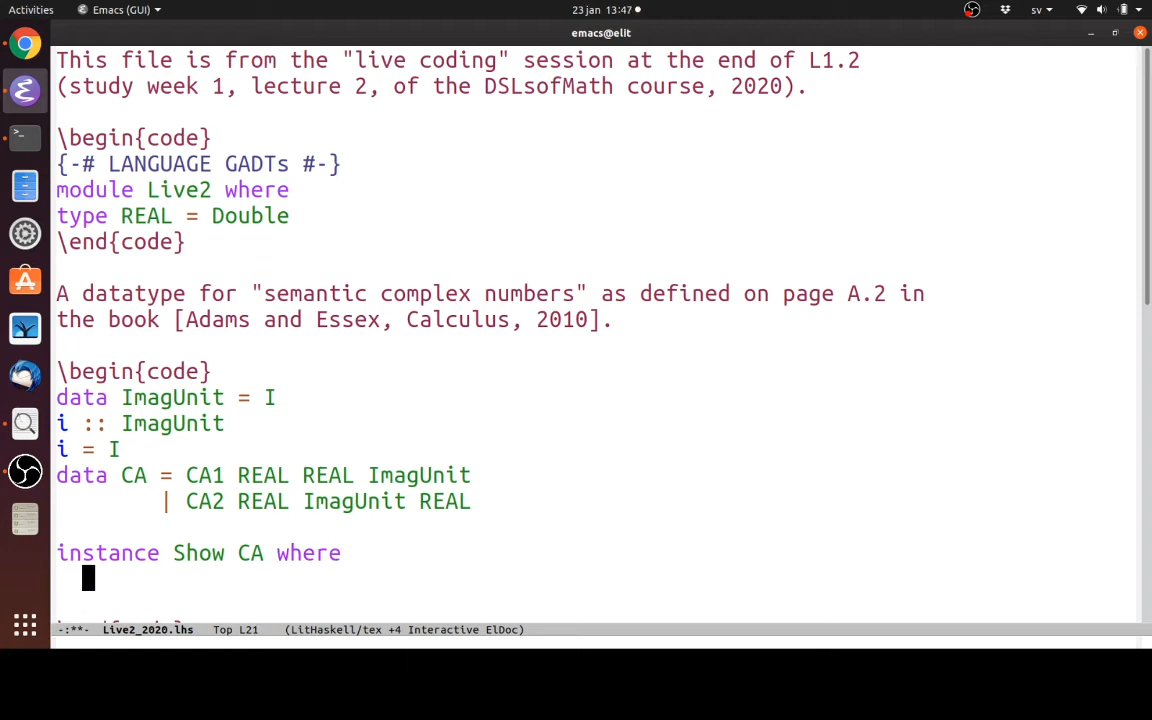 Activities
Emacs (GUI)
23 jan 13:47
sv
emacs@elit
This file is from the "live coding" session at the end of L1.2
(study week 1, lecture 2, of the DSLsofMath course, 2020).
\begin{code}
{-# LANGUAGE GADTs #-}
module Live2 where
type REAL = Double
\end{code}
A datatype for "semantic complex numbers" as defined on page A.2 in
the book [Adams and Essex, Calculus, 2010].
\begin{code}
data ImagUnit = I
i :: ImagUnit
i = I
data CA = CA1 REAL REAL ImagUnit
| CA2 REAL ImagUnit REAL
instance Show CA where
-:**- Live2_2020.lhs Top L21 (LitHaskell/tex +4 Interactive ElDoc)